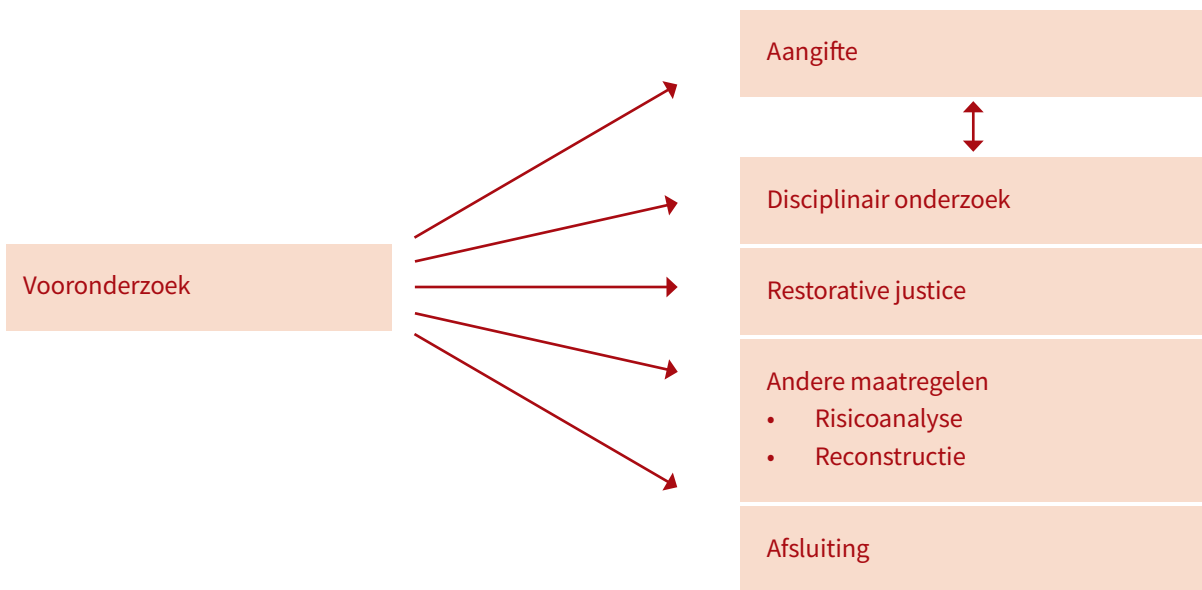 Vooronderzoek
Aangifte
Disciplinair onderzoek
Restorative justice
Andere maatregelen
• Risicoanalyse
• Reconstructie
Afsluiting